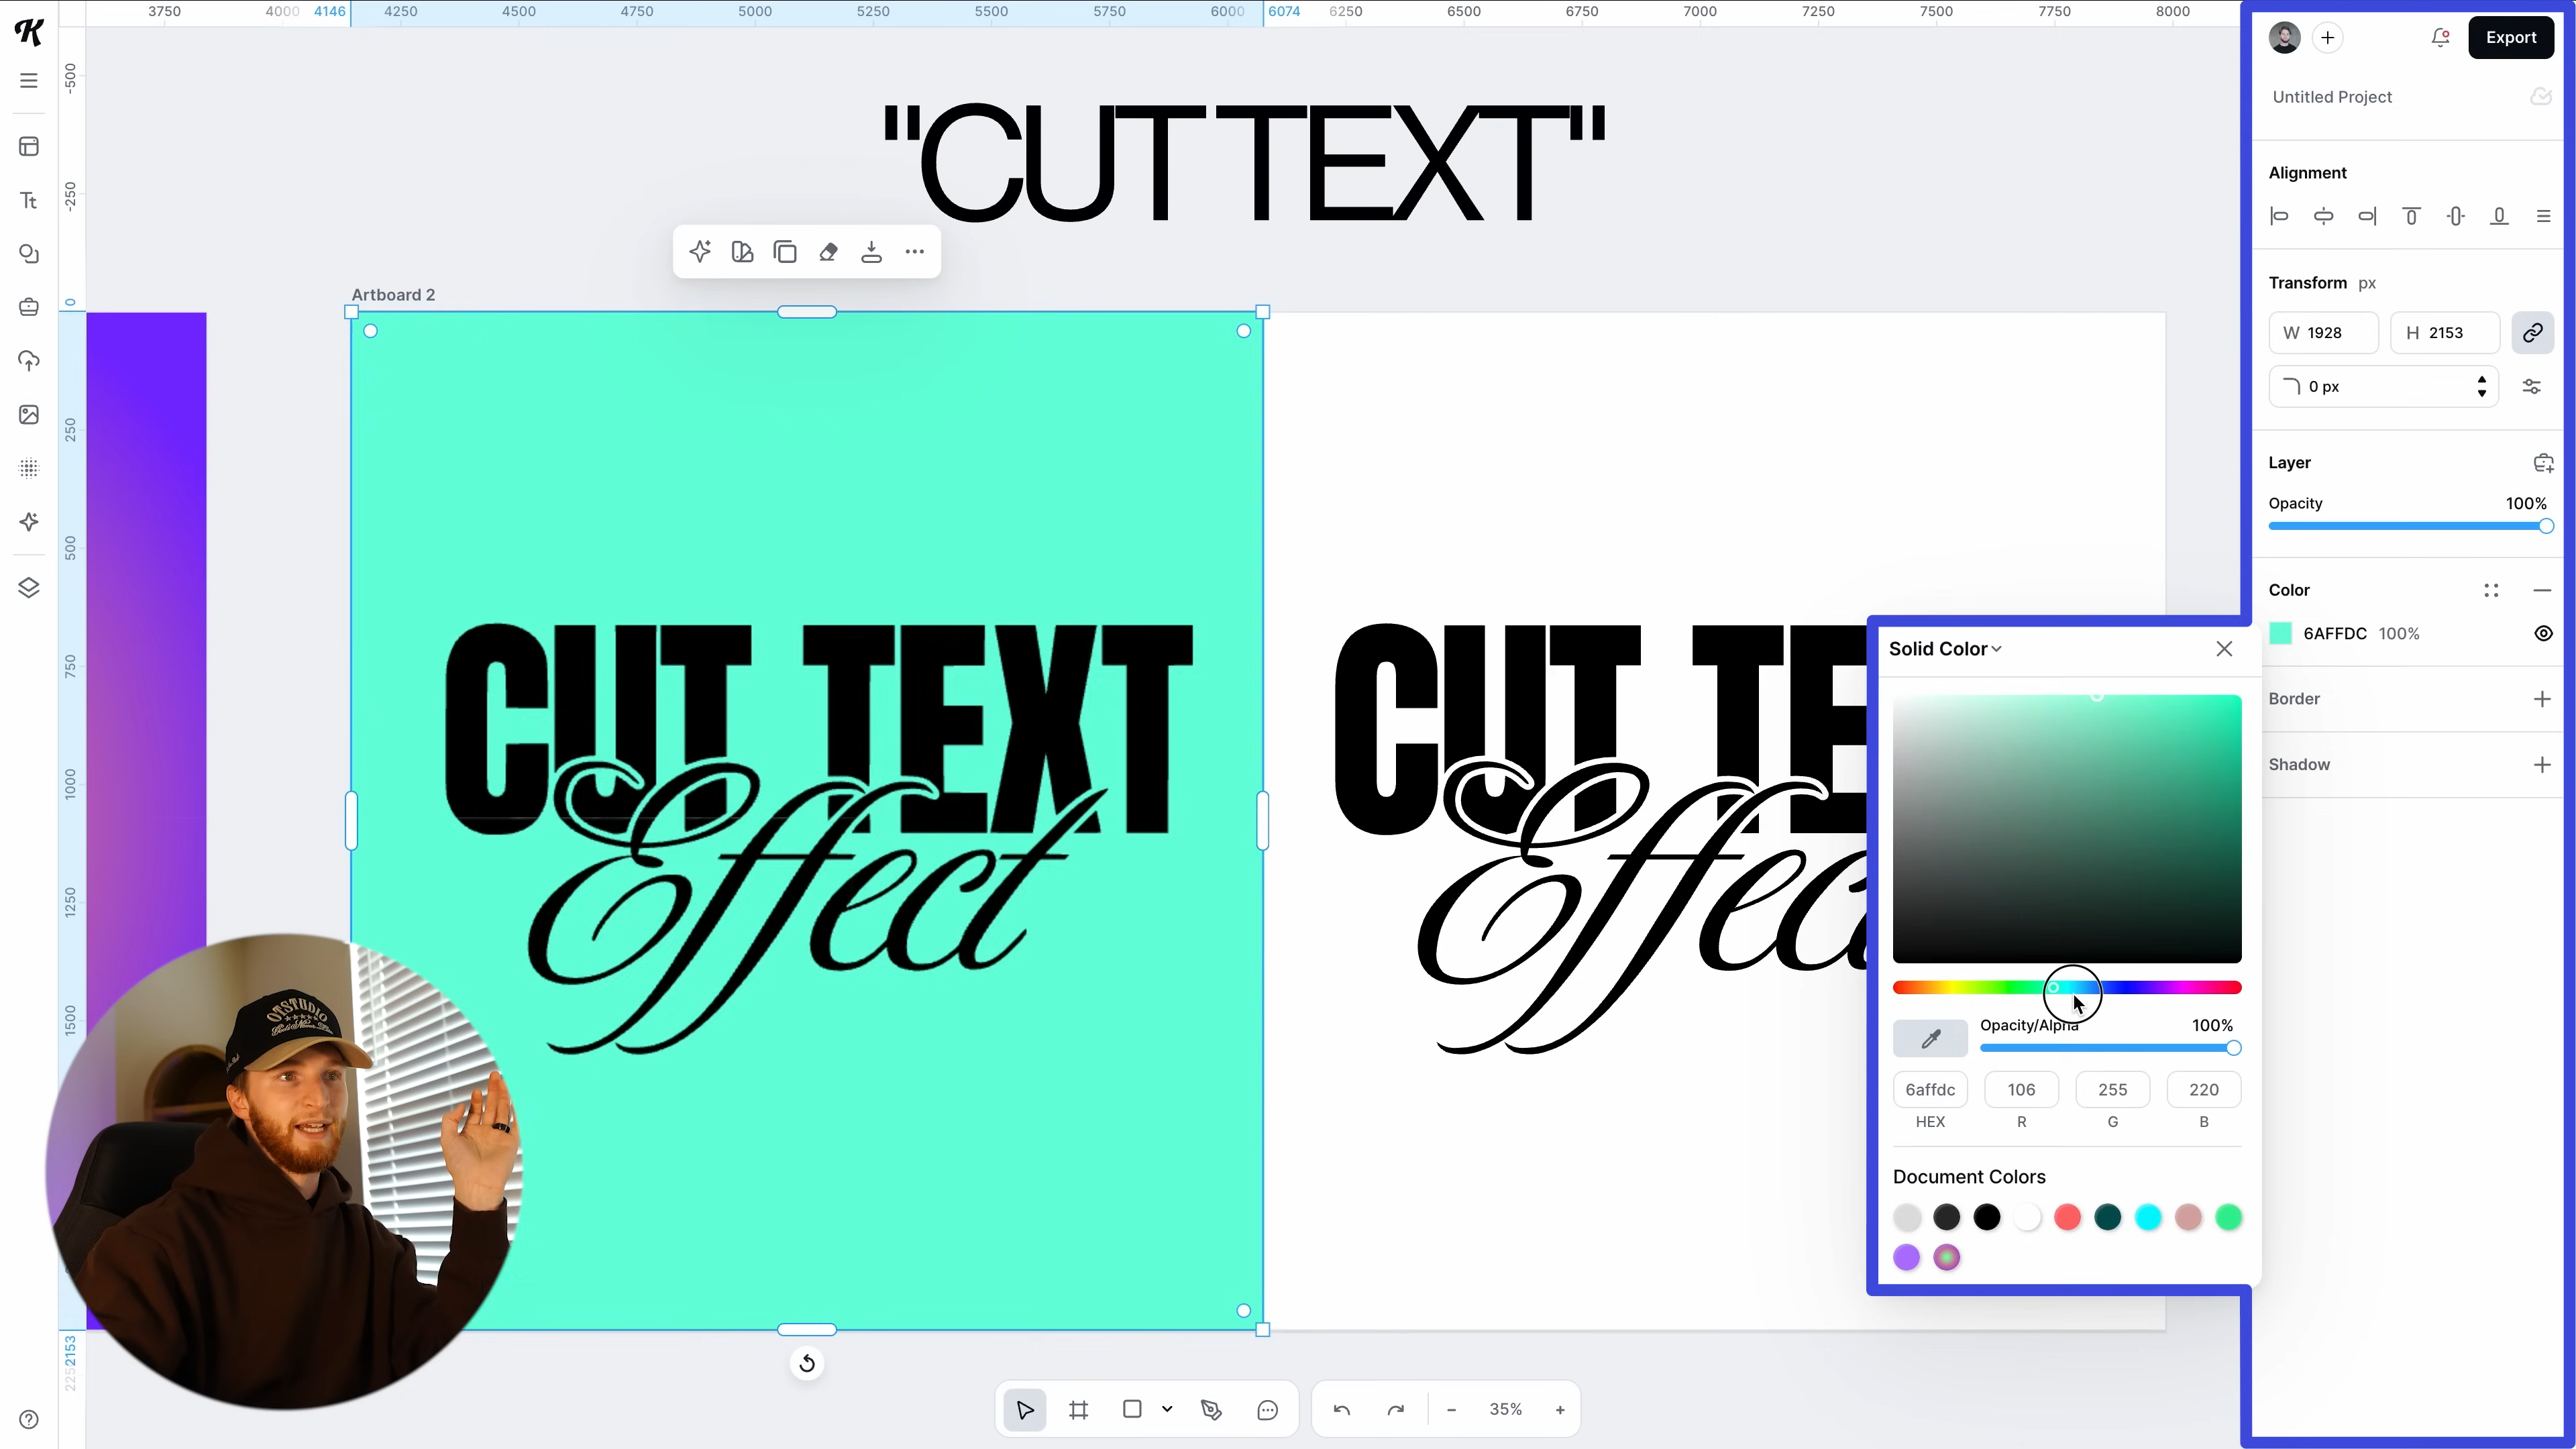 3750 4000 4146 4250 4500 4750 5000 5250 5500 5750 6000 6074 6250 6500 6750 7000 7250 7500 7750 8000
-500
-250
0
250
500
750
1000
1250
1500
2153
225
K
Tt
"CUT TEXT"
Artboard 2
CUT TEXT
Effect
CUT TE
Effec
OTSTUDIO
Export
Untitled Project
Alignment
Transform px
W 1928 H 2153
0 px
Layer
Opacity 100%
Color
6AFFDC 100%
Border
Shadow
Solid Color
Opacity/Alpha 100%
6affdc 106 255 220
HEX R G B
Document Colors
35%